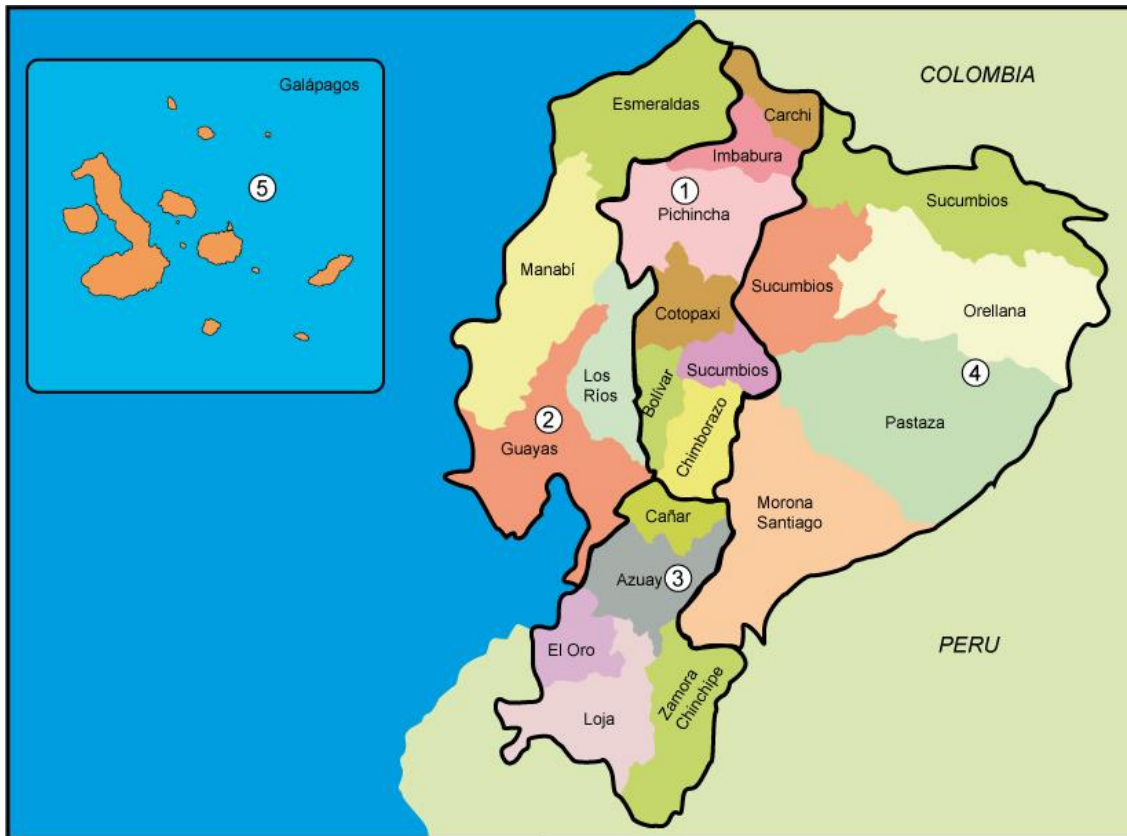 Galápagos
5
COLOMBIA
Esmeraldas
Carchi
Imbabura
1
Pichincha
Sucumbios
Manabí
Sucumbios
Orellana
Cotopaxi
Los
Ríos
Bolívar
Sucumbios
4
Chimborazo
2
Guayas
Pastaza
Morona
Santiago
Cañar
Azuay
3
El Oro
PERU
Zamora
Chinchipe
Loja